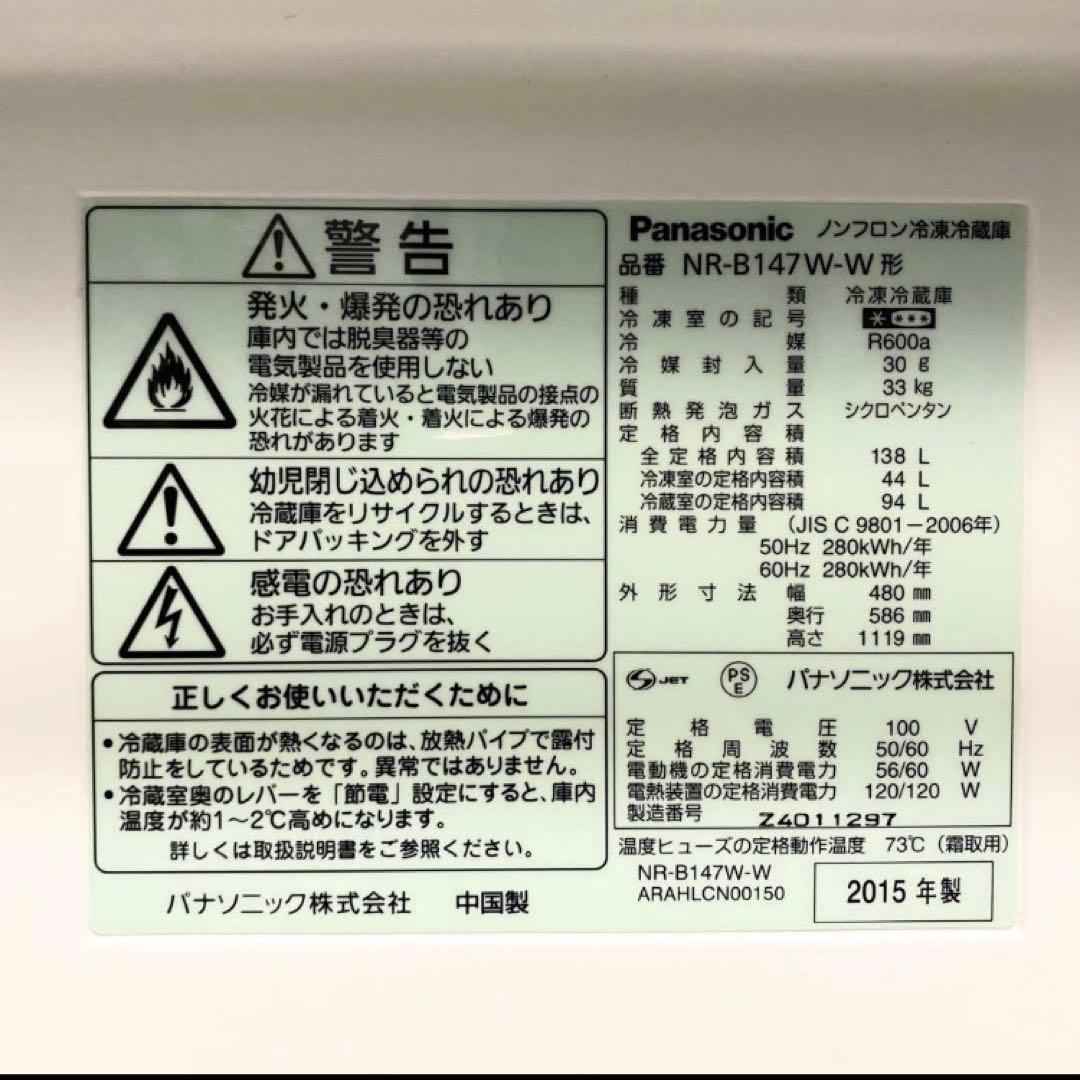 警告
発火・爆発の恐れあり
庫内では脱臭器等の
電気製品を使用しない
冷媒が漏れていると電気製品の接点の
火花による着火・着火による爆発の
恐れがあります
幼児閉じ込められの恐れあり
冷蔵庫をリサイクルするときは、
ドアパッキングを外す
感電の恐れあり
お手入れのときは、
必ず電源プラグを抜く
正しくお使いいただくために
•冷蔵庫の表面が熱くなるのは、放熱パイプで露付
防止をしているためです。異常ではありません。
•冷蔵室奥のレバーを「節電」設定にすると、庫内
温度が約1〜2℃高めになります。
詳しくは取扱説明書をご参照ください。
パナソニック株式会社 中国製
Panasonic ノンフロン冷凍冷蔵庫
品番 NR-B147W-W形
種類 冷凍冷蔵庫
冷凍室の記号 * ***
冷媒 R600a
冷媒封入量 30 g
質量 33 kg
断熱発泡ガス シクロペンタン
定格内容積
全定格内容積 138 L
冷凍室の定格内容積 44 L
冷蔵室の定格内容積 94 L
消費電力量 (JIS C 9801-2006年)
50Hz 280kWh/年
60Hz 280kWh/年
外形寸法 幅 480 mm
奥行 586 mm
高さ 1119 mm
JET PSE パナソニック株式会社
定格電圧 100 V
定格周波数 50/60 Hz
電動機の定格消費電力 56/60 W
電熱装置の定格消費電力 120/120 W
製造番号 Z4011297
温度ヒューズの定格動作温度 73℃(霜取用)
NR-B147W-W
ARAHLCN00150
2015年製